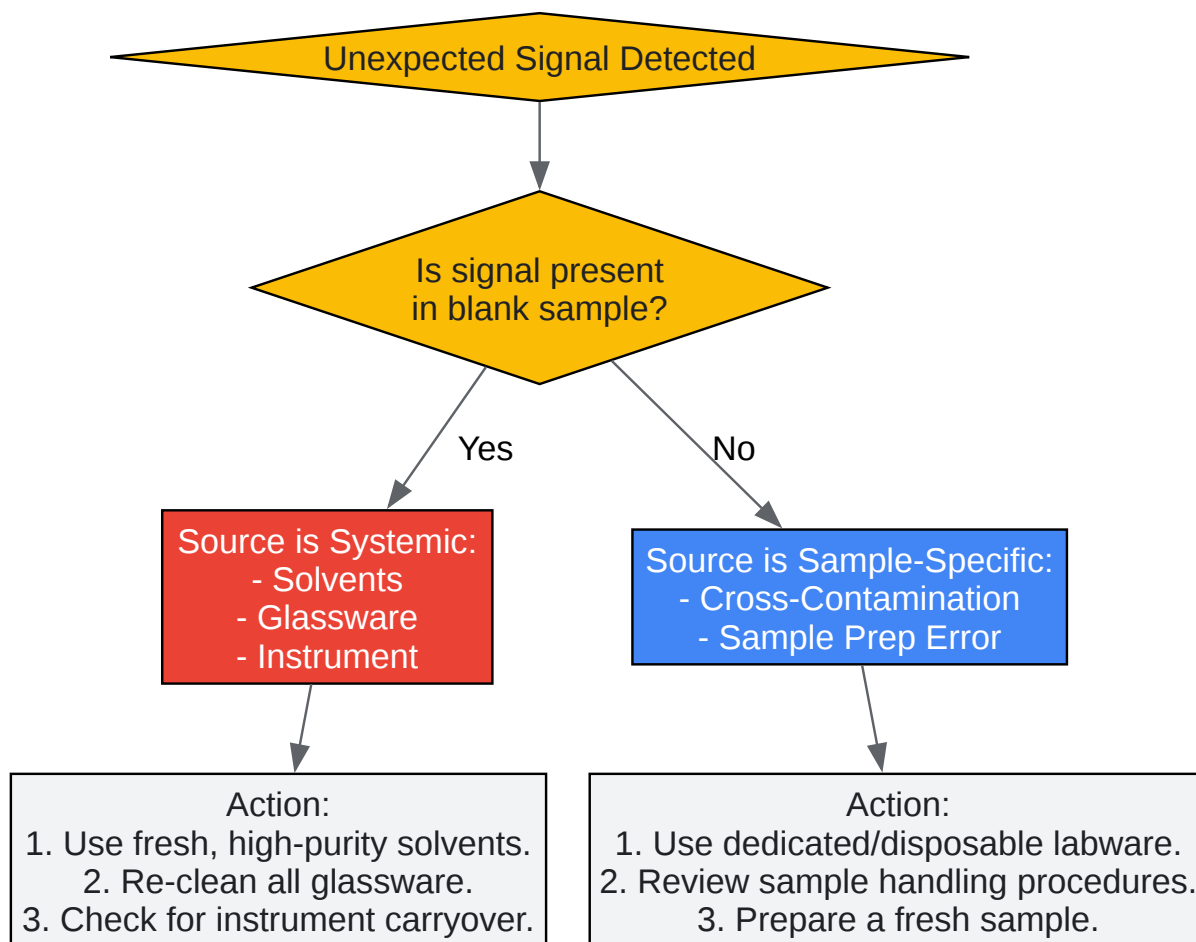 Unexpected Signal Detected
Is signal present
in blank sample?
Yes
No
Source is Systemic:
- Solvents
- Glassware
- Instrument
Source is Sample-Specific:
- Cross-Contamination
- Sample Prep Error
Action:
1. Use fresh, high-purity solvents.
2. Re-clean all glassware.
3. Check for instrument carryover.
Action:
1. Use dedicated/disposable labware.
2. Review sample handling procedures.
3. Prepare a fresh sample.